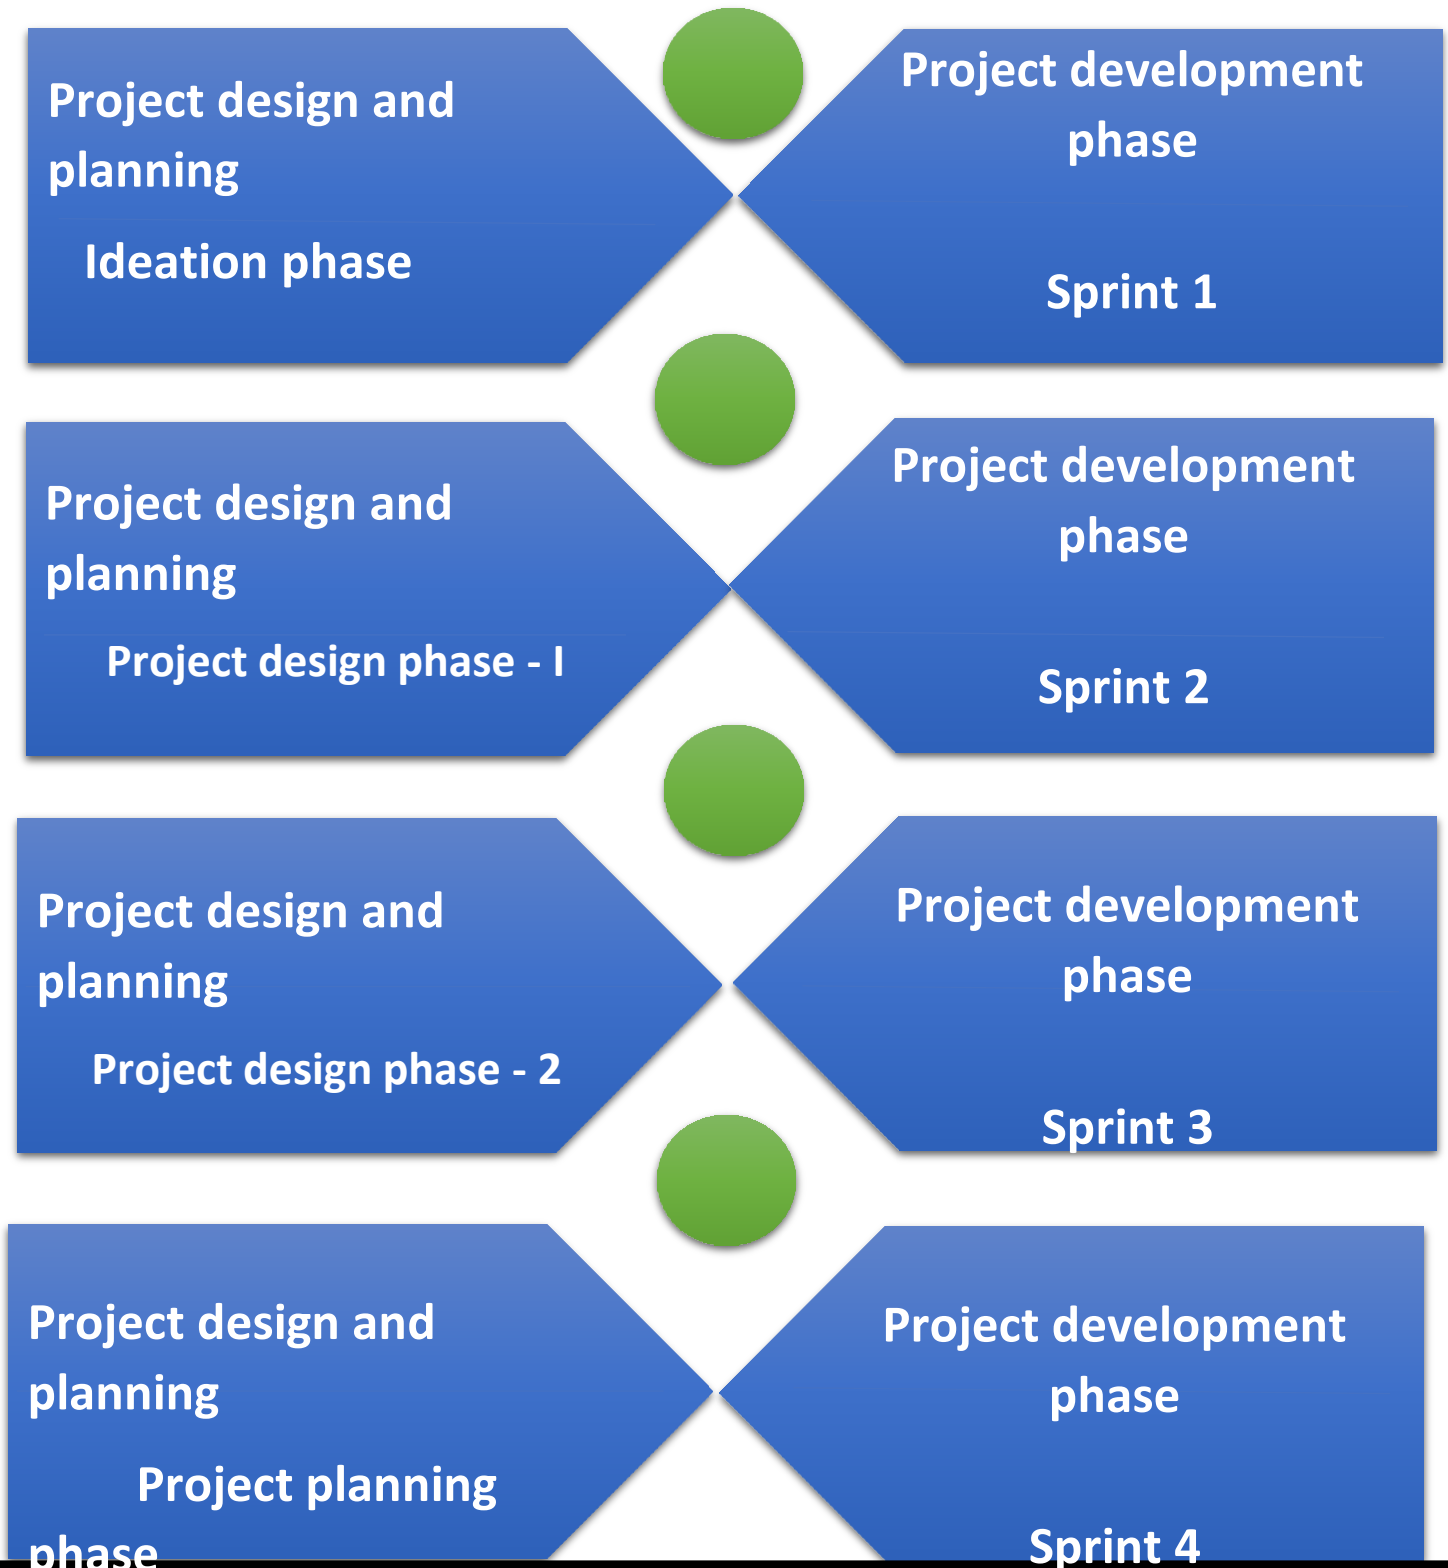 Project design and
planning
Ideation phase
Project development
phase
Sprint 1
Project design and
planning
Project design phase - I
Project development
phase
Sprint 2
Project design and
planning
Project design phase - 2
Project development
phase
Sprint 3
Project design and
planning
Project planning
phase
Project development
phase
Sprint 4